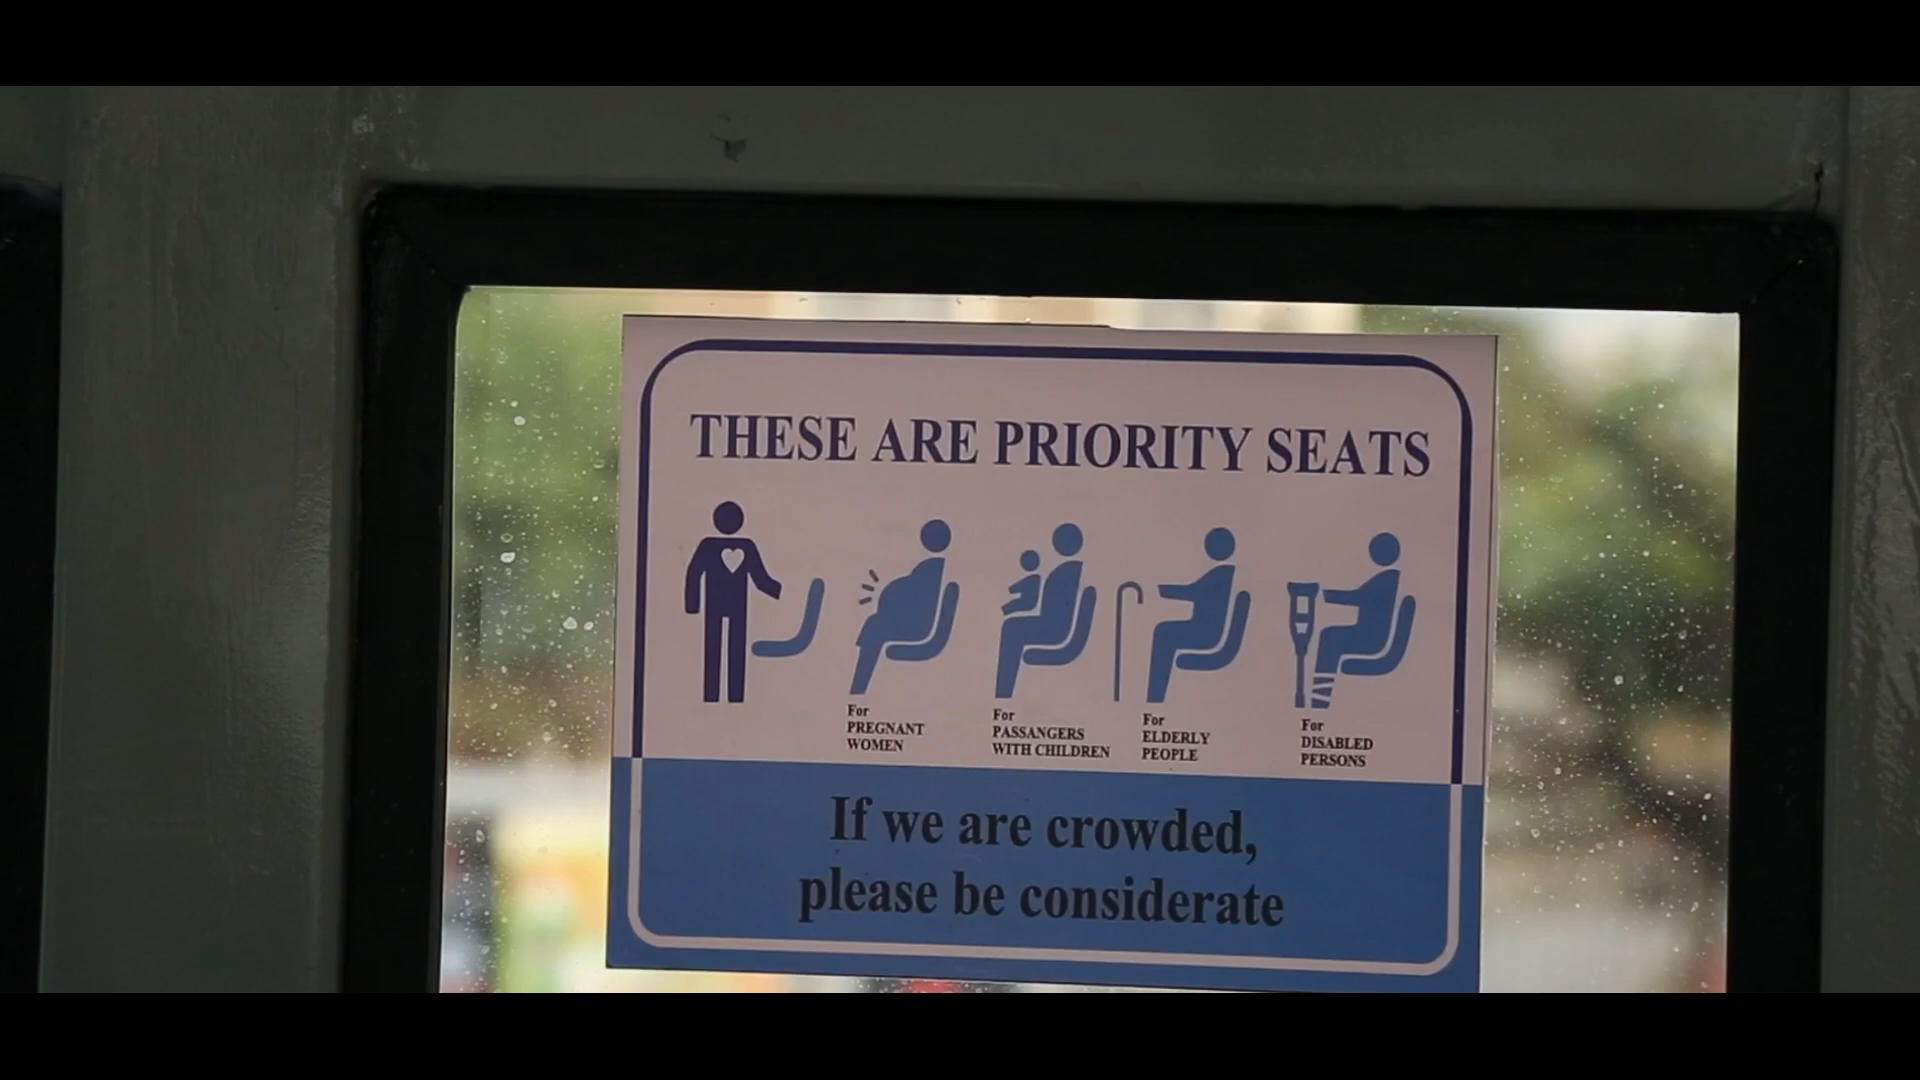 THESE ARE PRIORITY SEATS
For
PREGNANT
WOMEN
For
PASSANGERS
WITH CHILDREN
For
ELDERLY
PEOPLE
For
DISABLED
PERSONS
If we are crowded,
please be considerate